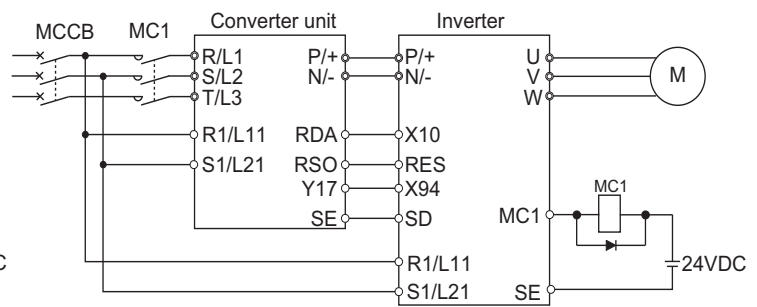 MCCB MC1 Converter unit Inverter
R/L1 P/+ P/+ U
S/L2 N/- N/- V M
T/L3 W
R1/L11 RDA X10
S1/L21 RSO RES
Y17 X94 MC1
SE SD MC1
R1/L11 24VDC
S1/L21 SE
C